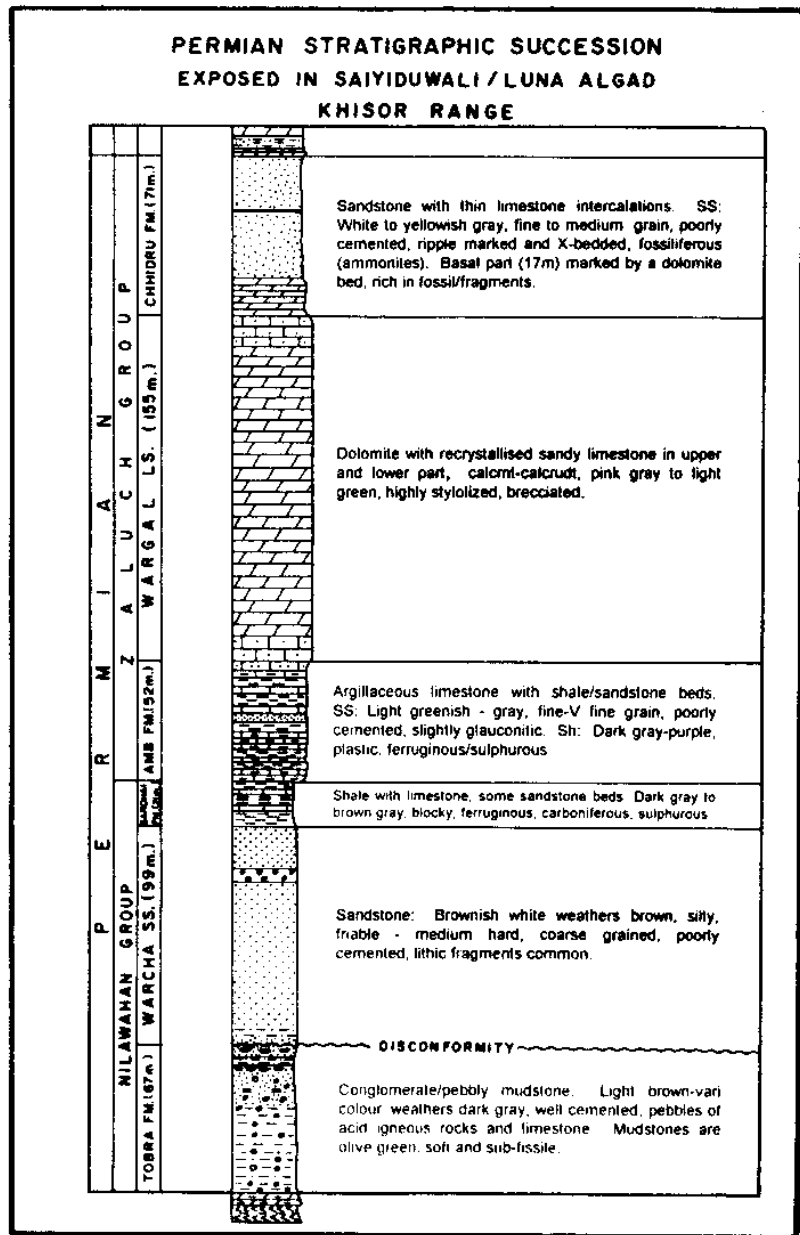 PERMIAN STRATIGRAPHIC SUCCESSION
EXPOSED IN SAIYIDUWALI / LUNA ALGAD
KHISOR RANGE
PERMIAN
ZALUCH GROUP
NILAWAHAN GROUP
CHHIDRU FM. (71m.)
Sandstone with thin limestone intercalations. SS:
White to yellowish gray, fine to medium grain, poorly
cemented, ripple marked and X-bedded, fossiliferous
(ammonites). Basal part (17m) marked by a dolomite
bed, rich in fossil/fragments.
WARGAL LS. (155m.)
Dolomite with recrystallised sandy limestone in upper
and lower part, calcrnt-calcrudt, pink gray to light
green, highly stylolized, brecciated.
AMB FM. (52m.)
Argillaceous limestone with shale/sandstone beds.
SS: Light greenish - gray, fine-V fine grain, poorly
cemented, slightly glauconitic. Sh: Dark gray-purple,
plastic, ferruginous/sulphurous
Shale with limestone, some sandstone beds Dark gray to
brown gray, blocky, ferruginous, carboniferous, sulphurous
WARCHA SS. (99m.)
Sandstone: Brownish white weathers brown, silty,
friable - medium hard, coarse grained, poorly
cemented, lithic fragments common.
DISCONFORMITY
TOBRA FM. (67m.)
Conglomerate/pebbly mudstone. Light brown-vari
colour weathers dark gray, well cemented, pebbles of
acid igneous rocks and limestone Mudstones are
olive green, soft and sub-fissile.